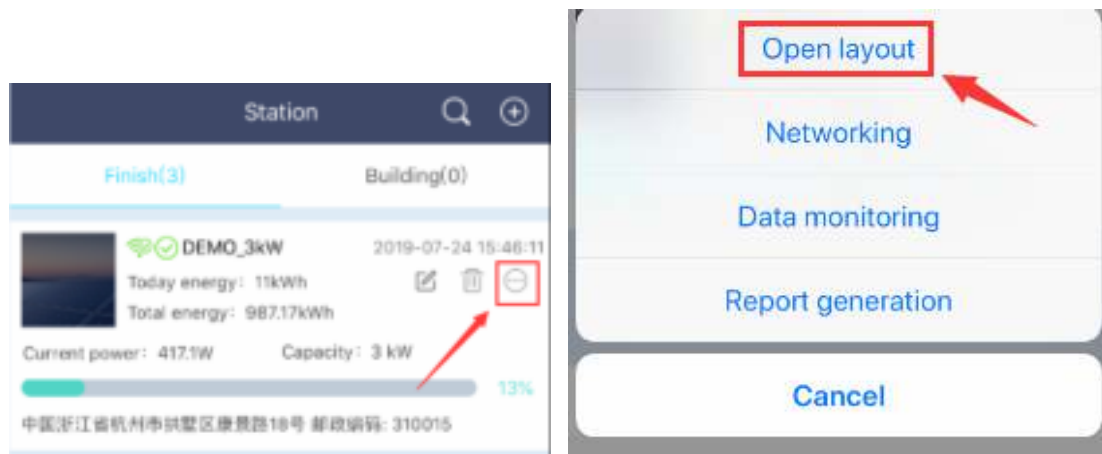 Station
Finish(3)
Building(0)
DEMO_3kW
2019-07-24 15:46:11
Today energy: 11kWh
Total energy: 987.17kWh
Current power: 417.1W
Capacity: 3 kW
13%
中国浙江省杭州市拱墅区康景路18号 邮政编码: 310015
Open layout
Networking
Data monitoring
Report generation
Cancel